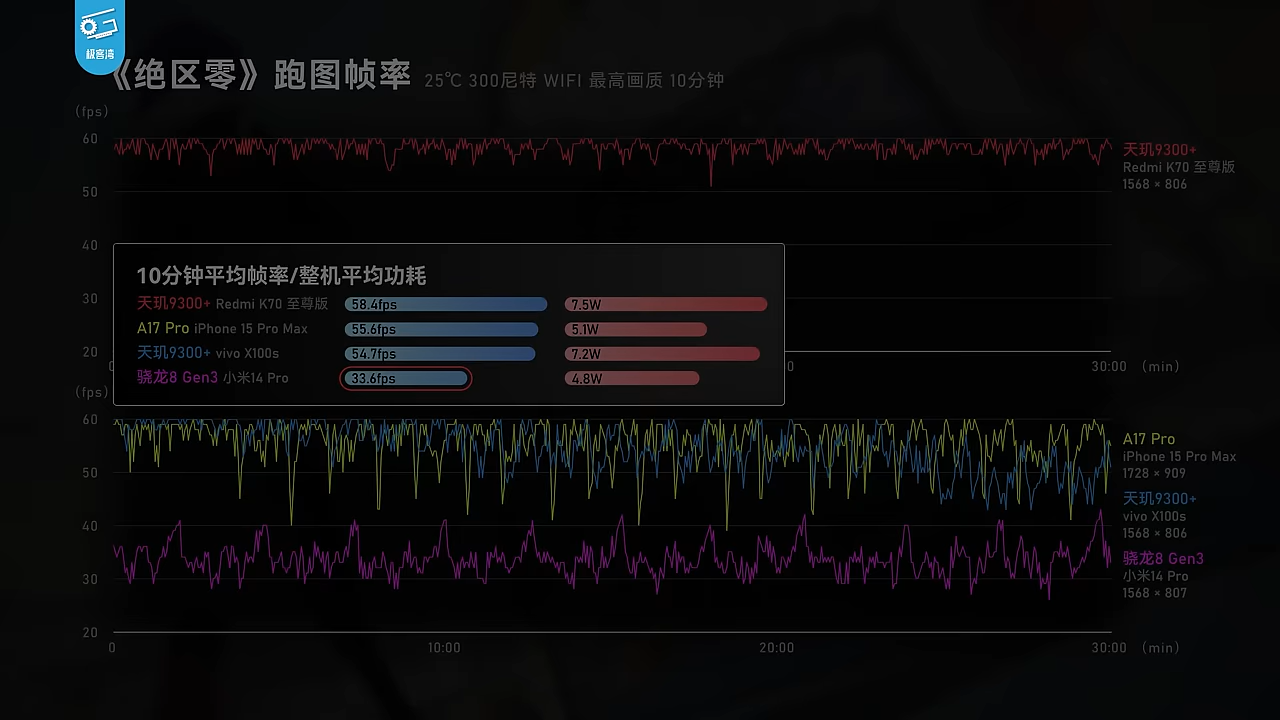 极客湾
《绝区零》跑图帧率 25℃ 300尼特 WIFI 最高画质 10分钟
(fps)
60
50
40
30
20
天玑9300+
Redmi K70 至尊版
1568 × 806
10分钟平均帧率/整机平均功耗
天玑9300+ Redmi K70 至尊版 58.4fps 7.5W
A17 Pro iPhone 15 Pro Max 55.6fps 5.1W
天玑9300+ vivo X100s 54.7fps 7.2W
骁龙8 Gen3 小米14 Pro 33.6fps 4.8W
30:00 (min)
(fps)
60
50
40
30
20
A17 Pro
iPhone 15 Pro Max
1728 × 909
天玑9300+
vivo X100s
1568 × 806
骁龙8 Gen3
小米14 Pro
1568 × 807
0 10:00 20:00 30:00 (min)